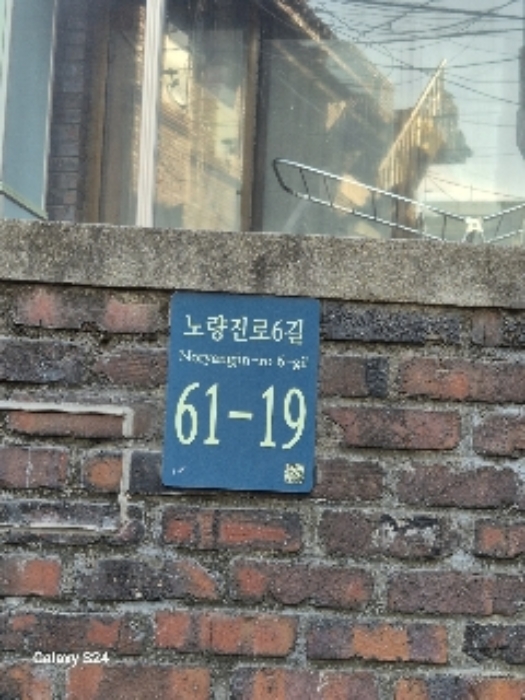 노량진로6길
Noryangjin-ro 6-gil
61-19
Galaxy S24